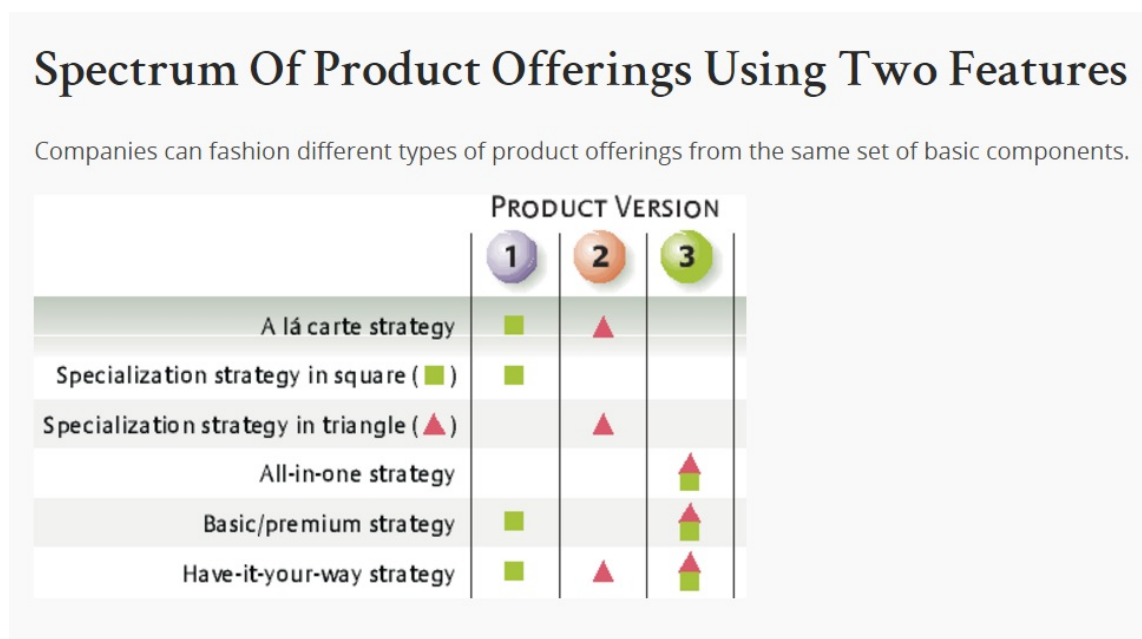 Spectrum Of Product Offerings Using Two Features
Companies can fashion different types of product offerings from the same set of basic components.
PRODUCT VERSION
1 2 3
A lá carte strategy
Specialization strategy in square (■)
Specialization strategy in triangle (▲)
All-in-one strategy
Basic/premium strategy
Have-it-your-way strategy